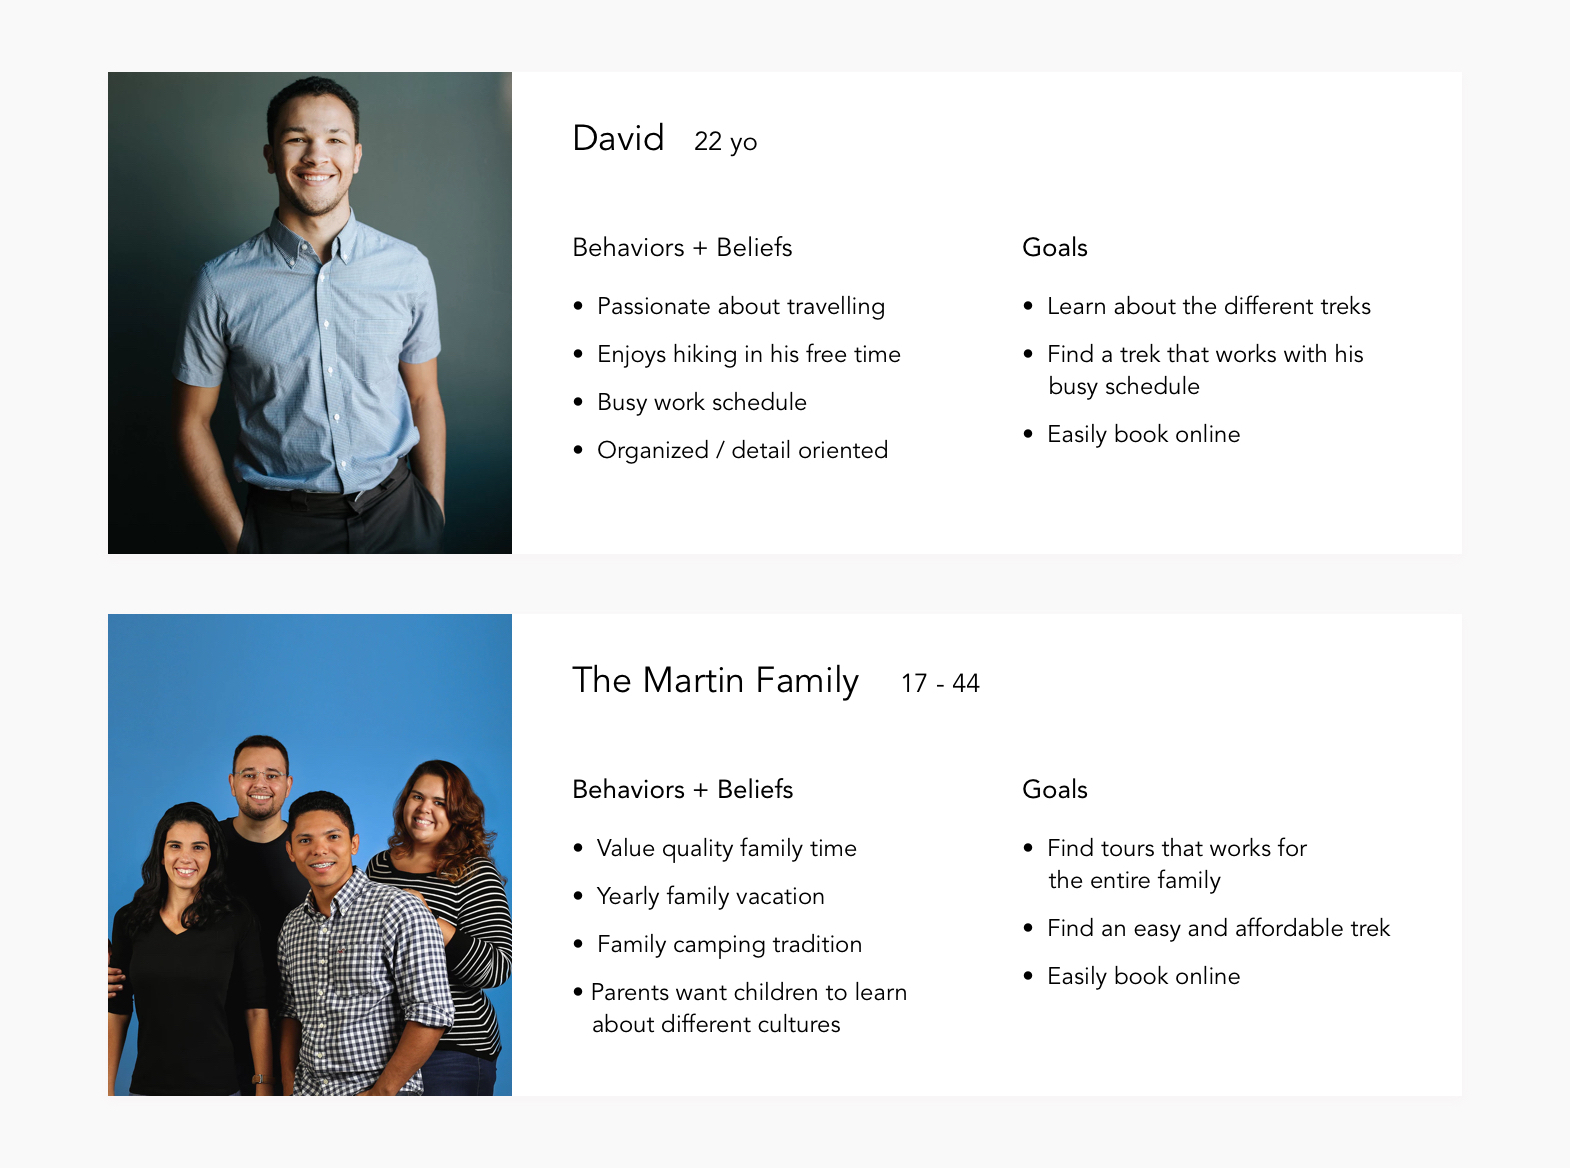 David 22 yo
Behaviors + Beliefs
• Passionate about travelling
• Enjoys hiking in his free time
• Busy work schedule
• Organized / detail oriented
Goals
• Learn about the different treks
• Find a trek that works with his
busy schedule
• Easily book online
The Martin Family 17 - 44
Behaviors + Beliefs
• Value quality family time
• Yearly family vacation
• Family camping tradition
• Parents want children to learn
about different cultures
Goals
• Find tours that works for
the entire family
• Find an easy and affordable trek
• Easily book online